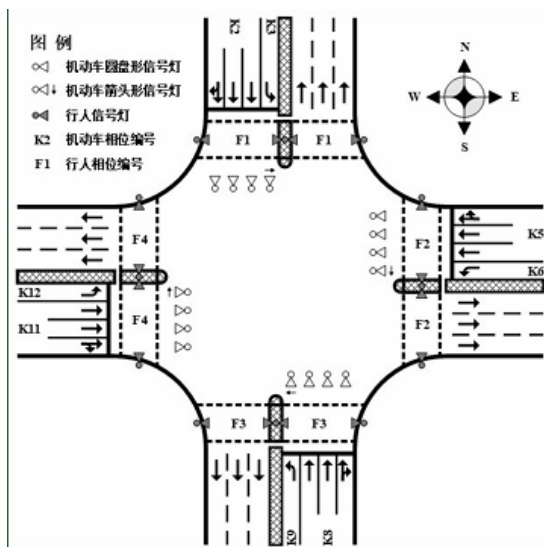 图 例
机动车圆盘形信号灯
机动车箭头形信号灯
行人信号灯
K2 机动车相位编号
F1 行人相位编号
K2
K3
N
W
E
S
F1
F1
F4
F2
K5
K6
K12
K11
F4
F2
F3
F3
K9
K8